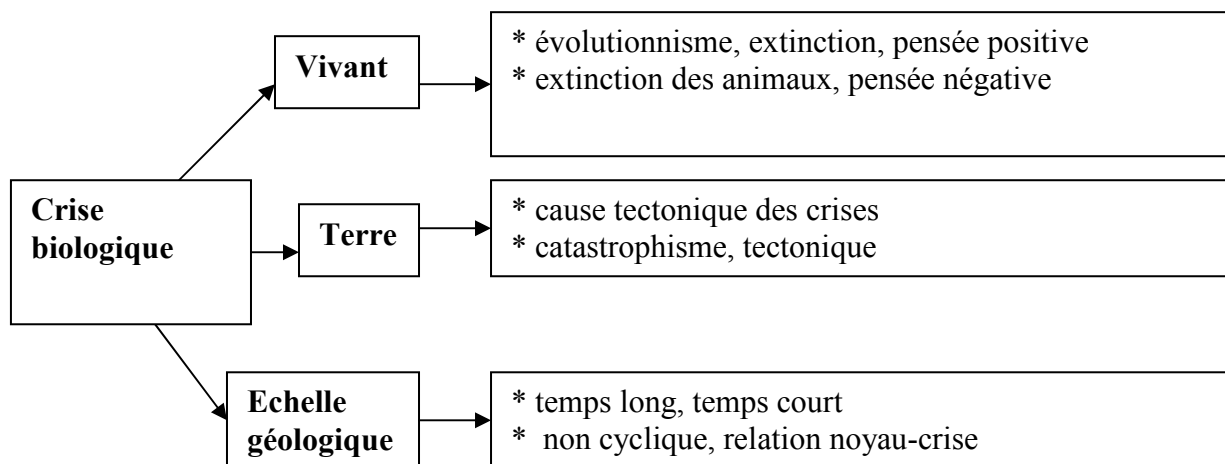 Vivant
* évolutionnisme, extinction, pensée positive
* extinction des animaux, pensée négative
Crise
biologique
Terre
* cause tectonique des crises
* catastrophisme, tectonique
Echelle
géologique
* temps long, temps court
* non cyclique, relation noyau-crise